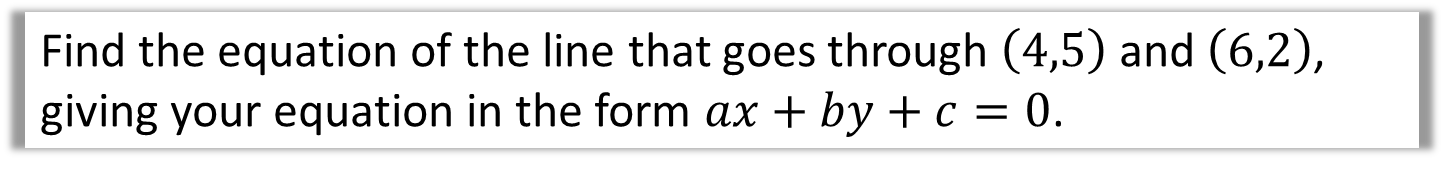 Find the equation of the line that goes through (4,5) and (6,2),
giving your equation in the form 𝑎𝑥 + 𝑏𝑦 + 𝑐 = 0.